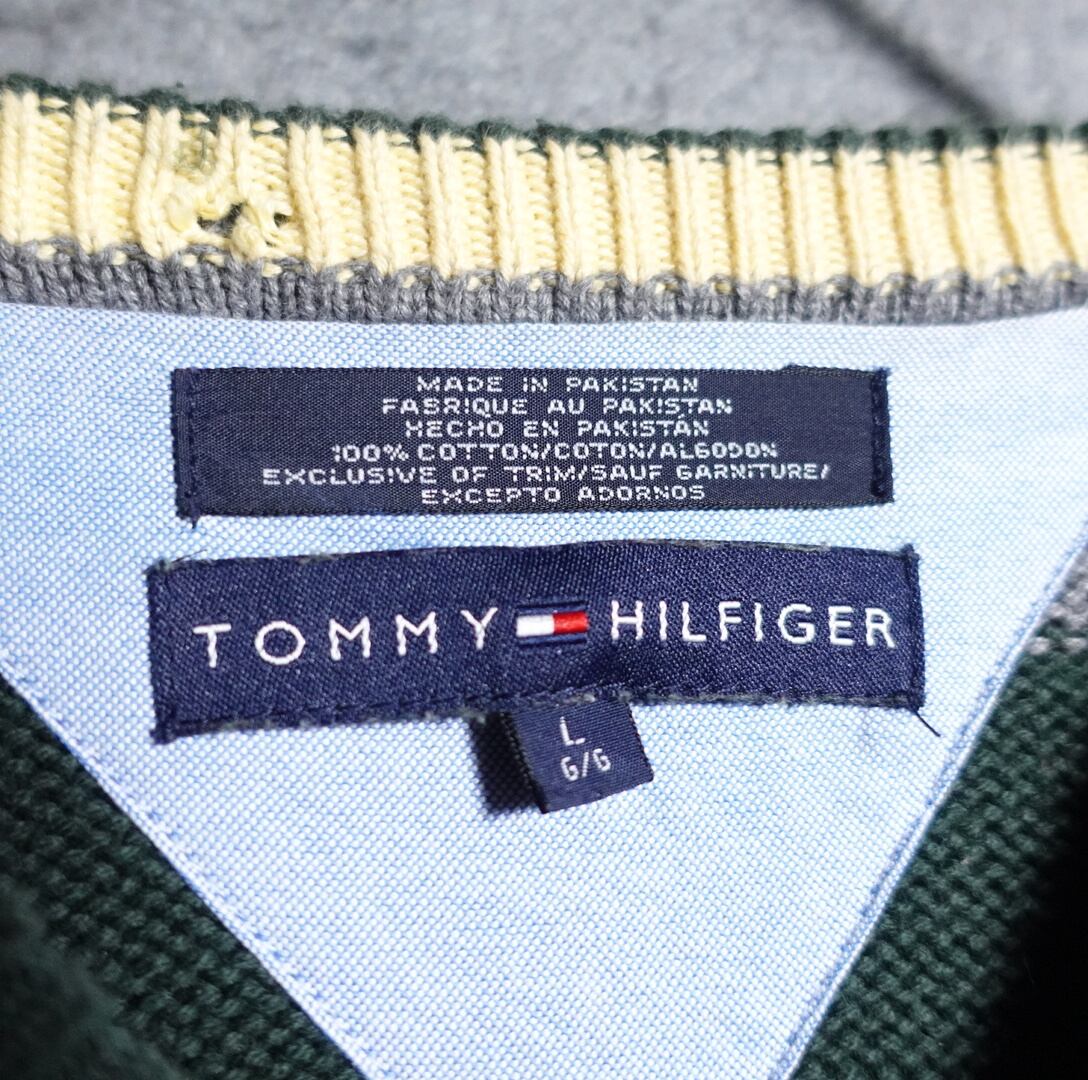 MADE IN PAKISTAN
FABRIQUE AU PAKISTAN
HECHO EN PAKISTÁN
100% COTTON/COTON/ALGODON
EXCLUSIVE OF TRIM/SAUF GARNITURE/
EXCEPTO ADORNOS
TOMMY HILFIGER
L
G/G